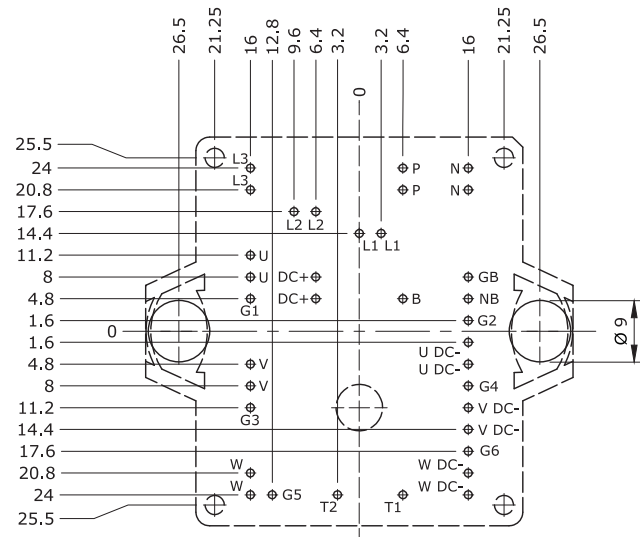 26.5
21.25
16
12.8
9.6
6.4
3.2
0
3.2
6.4
16
21.25
26.5
25.5
24 L3 P N
20.8 L3 P N
17.6 L2 L2
14.4 L1 L1
11.2 U
8 U DC+ GB
4.8 G1 DC+ B NB
1.6 G2
0 Ø 9
1.6 U DC-
4.8 V U DC-
8 V G4
11.2 G3 V DC-
14.4 V DC-
17.6 G6
20.8 W W DC-
24 W G5 T2 T1 W DC-
25.5